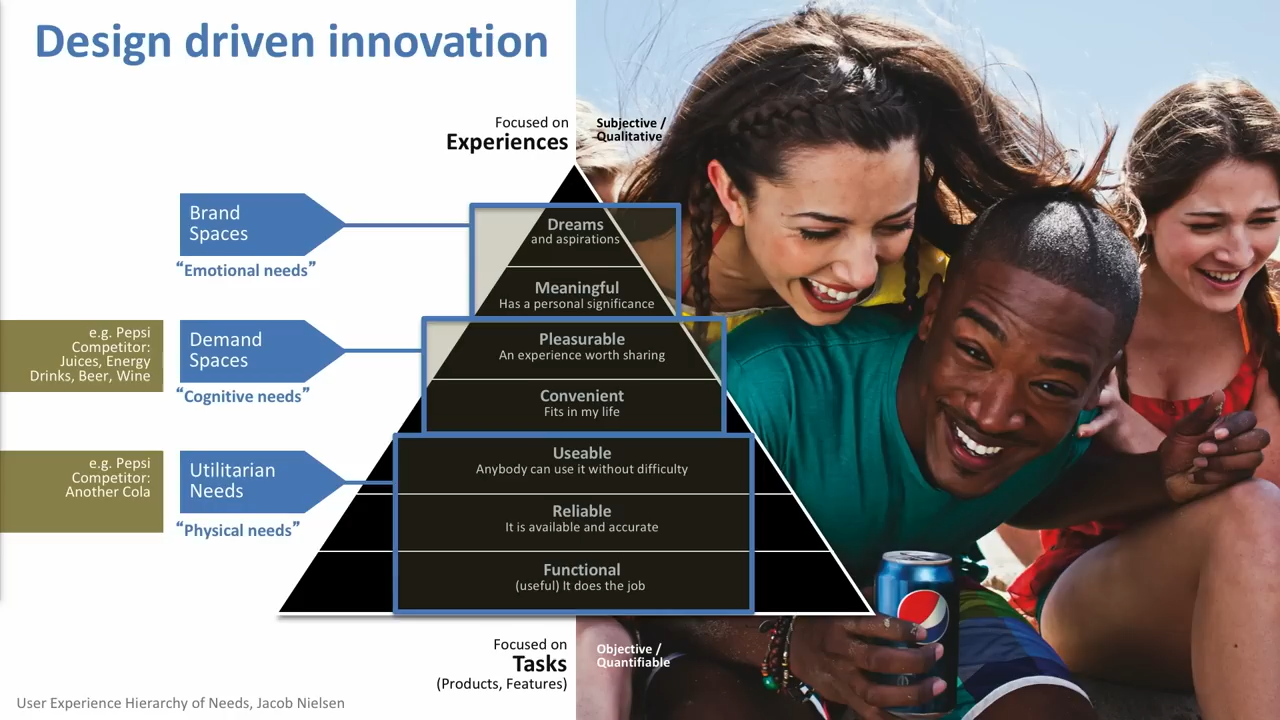 Design driven innovation
Focused on
Experiences
Subjective /
Qualitative
Brand
Spaces
“Emotional needs”
Dreams
and aspirations
Meaningful
Has a personal significance
e.g. Pepsi
Competitor:
Juices, Energy
Drinks, Beer, Wine
Demand
Spaces
“Cognitive needs”
Pleasurable
An experience worth sharing
Convenient
Fits in my life
e.g. Pepsi
Competitor:
Another Cola
Utilitarian
Needs
“Physical needs”
Useable
Anybody can use it without difficulty
Reliable
It is available and accurate
Functional
(useful) It does the job
Focused on
Tasks
(Products, Features)
Objective /
Quantifiable
User Experience Hierarchy of Needs, Jacob Nielsen